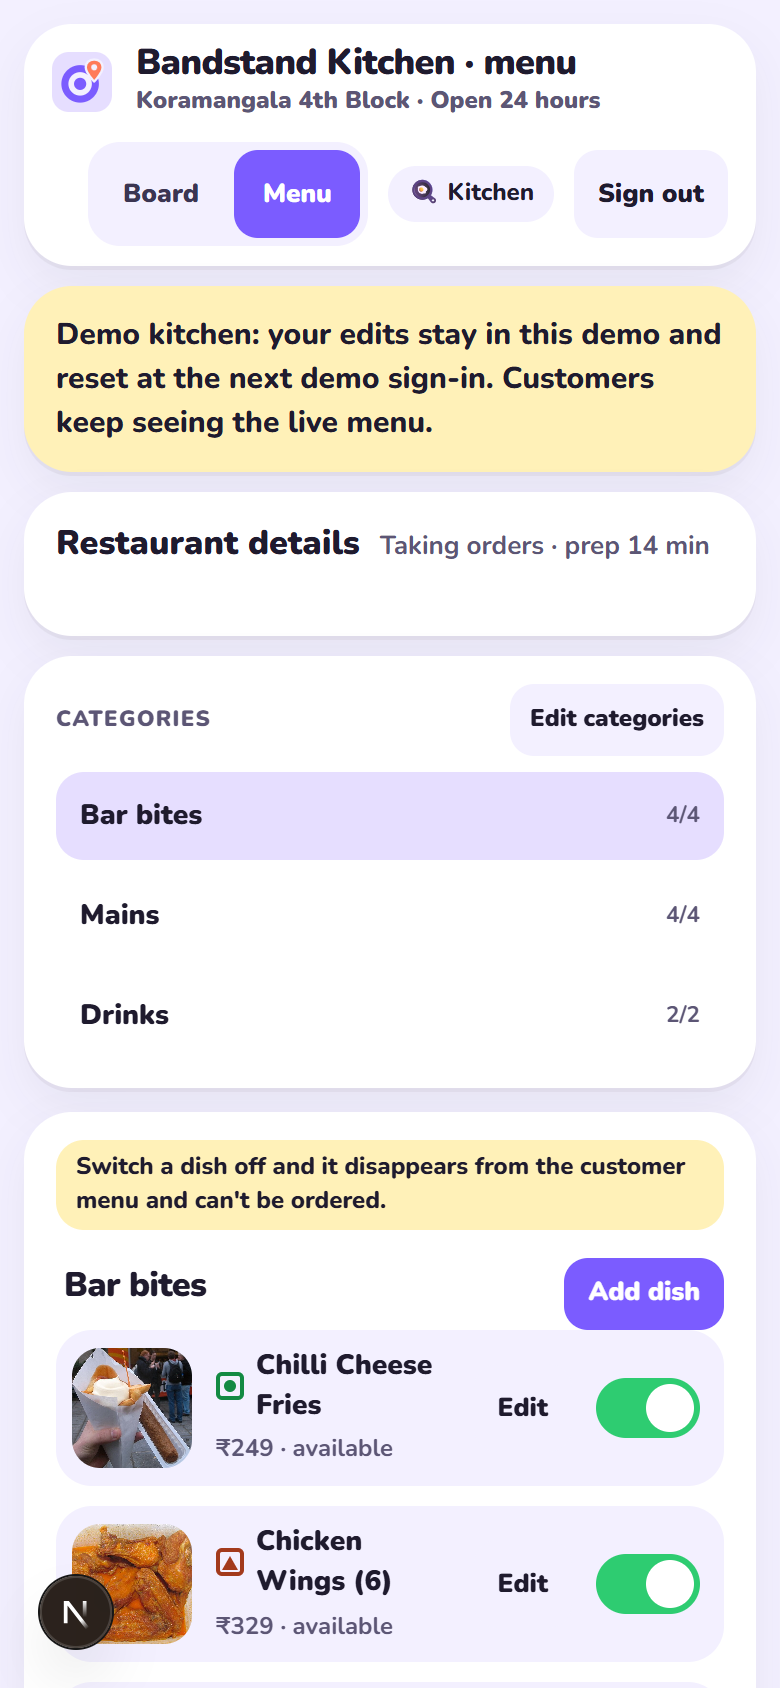 Bandstand Kitchen · menu
Koramangala 4th Block · Open 24 hours
Board
Menu
Kitchen
Sign out
Demo kitchen: your edits stay in this demo and
reset at the next demo sign-in. Customers
keep seeing the live menu.
Restaurant details Taking orders · prep 14 min
CATEGORIES
Edit categories
Bar bites 4/4
Mains 4/4
Drinks 2/2
Switch a dish off and it disappears from the customer
menu and can't be ordered.
Bar bites
Add dish
Chilli Cheese
Fries
₹249 · available
Edit
Chicken
Wings (6)
₹329 · available
Edit
N